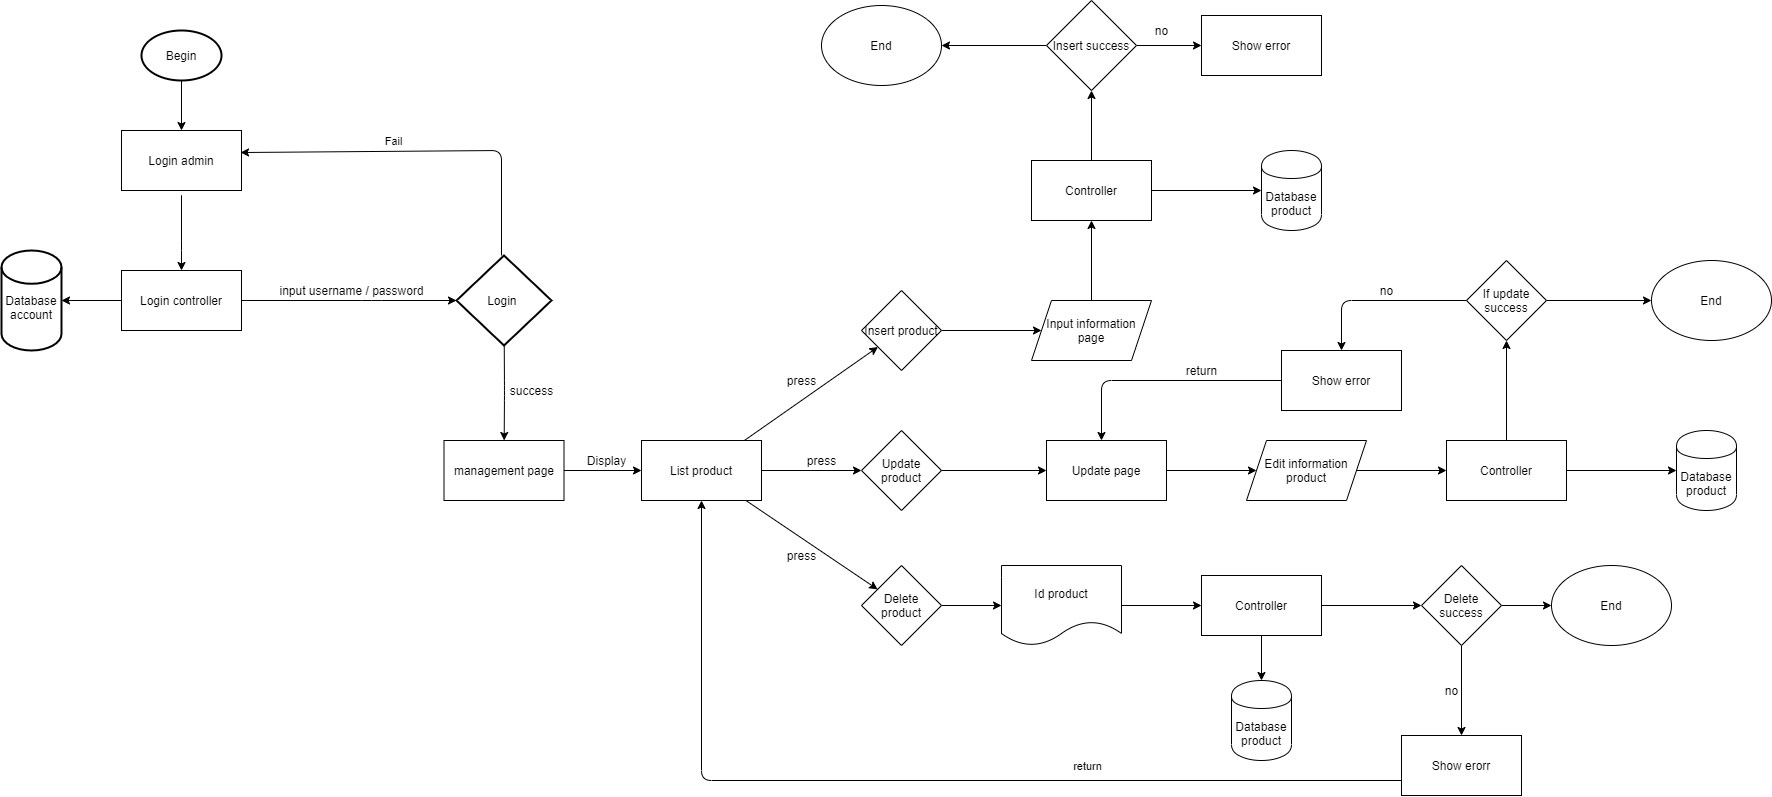 Begin
Login admin
Fail
Database
account
Login controller
input username / password
Login
success
management page
Display
List product
press
Insert product
Input information
page
Controller
Database
product
Insert success
End
no
Show error
press
Update
product
Update page
Edit information
product
Controller
Database
product
If update
success
End
no
Show error
return
press
Delete
product
Id product
Controller
Database
product
Delete
success
End
no
Show erorr
return